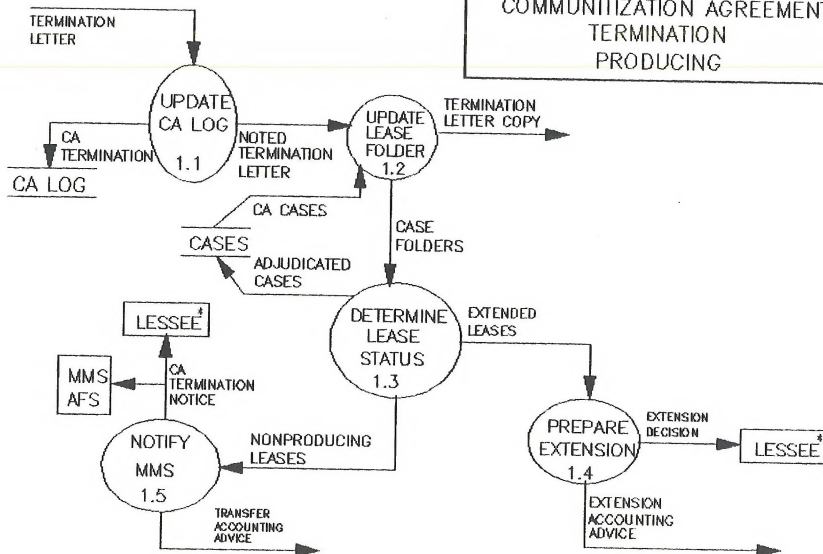 COMMUNITIZATION AGREEMENT
TERMINATION
PRODUCING
TERMINATION
LETTER
UPDATE
CA LOG
1.1
CA
TERMINATION
CA LOG
NOTED
TERMINATION
LETTER
UPDATE
LEASE
FOLDER
1.2
TERMINATION
LETTER COPY
CA CASES
CASES
ADJUDICATED
CASES
CASE
FOLDERS
DETERMINE
LEASE
STATUS
1.3
EXTENDED
LEASES
LESSEE*
MMS
AFS
CA
TERMINATION
NOTICE
NOTIFY
MMS
1.5
NONPRODUCING
LEASES
TRANSFER
ACCOUNTING
ADVICE
PREPARE
EXTENSION
1.4
EXTENSION
DECISION
LESSEE*
EXTENSION
ACCOUNTING
ADVICE